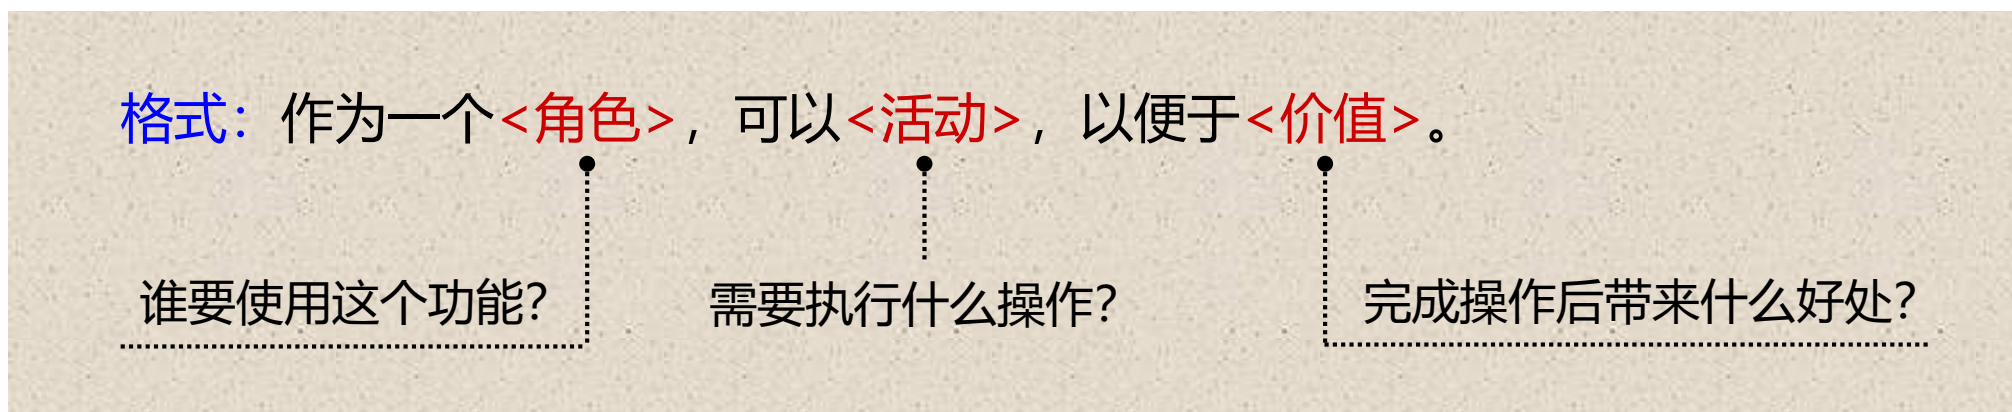 格式：作为一个<角色>，可以<活动>，以便于<价值>。
谁要使用这个功能？
需要执行什么操作？
完成操作后带来什么好处？